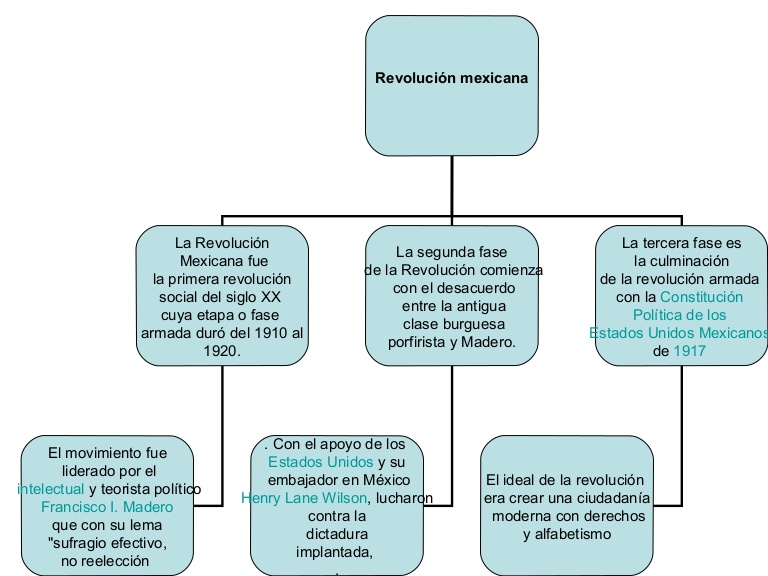 Revolución mexicana
La Revolución
Mexicana fue
la primera revolución
social del siglo XX
cuya etapa o fase
armada duró del 1910 al
1920.
La segunda fase
de la Revolución comienza
con el desacuerdo
entre la antigua
clase burguesa
porfirista y Madero.
La tercera fase es
la culminación
de la revolución armada
con la Constitución
Política de los
Estados Unidos Mexicanos
de 1917
El movimiento fue
liderado por el
intelectual y teorista político
Francisco I. Madero
que con su lema
"sufragio efectivo,
no reelección
. Con el apoyo de los
Estados Unidos y su
embajador en México
Henry Lane Wilson, lucharon
contra la
dictadura
implantada,
.
El ideal de la revolución
era crear una ciudadanía
moderna con derechos
y alfabetismo